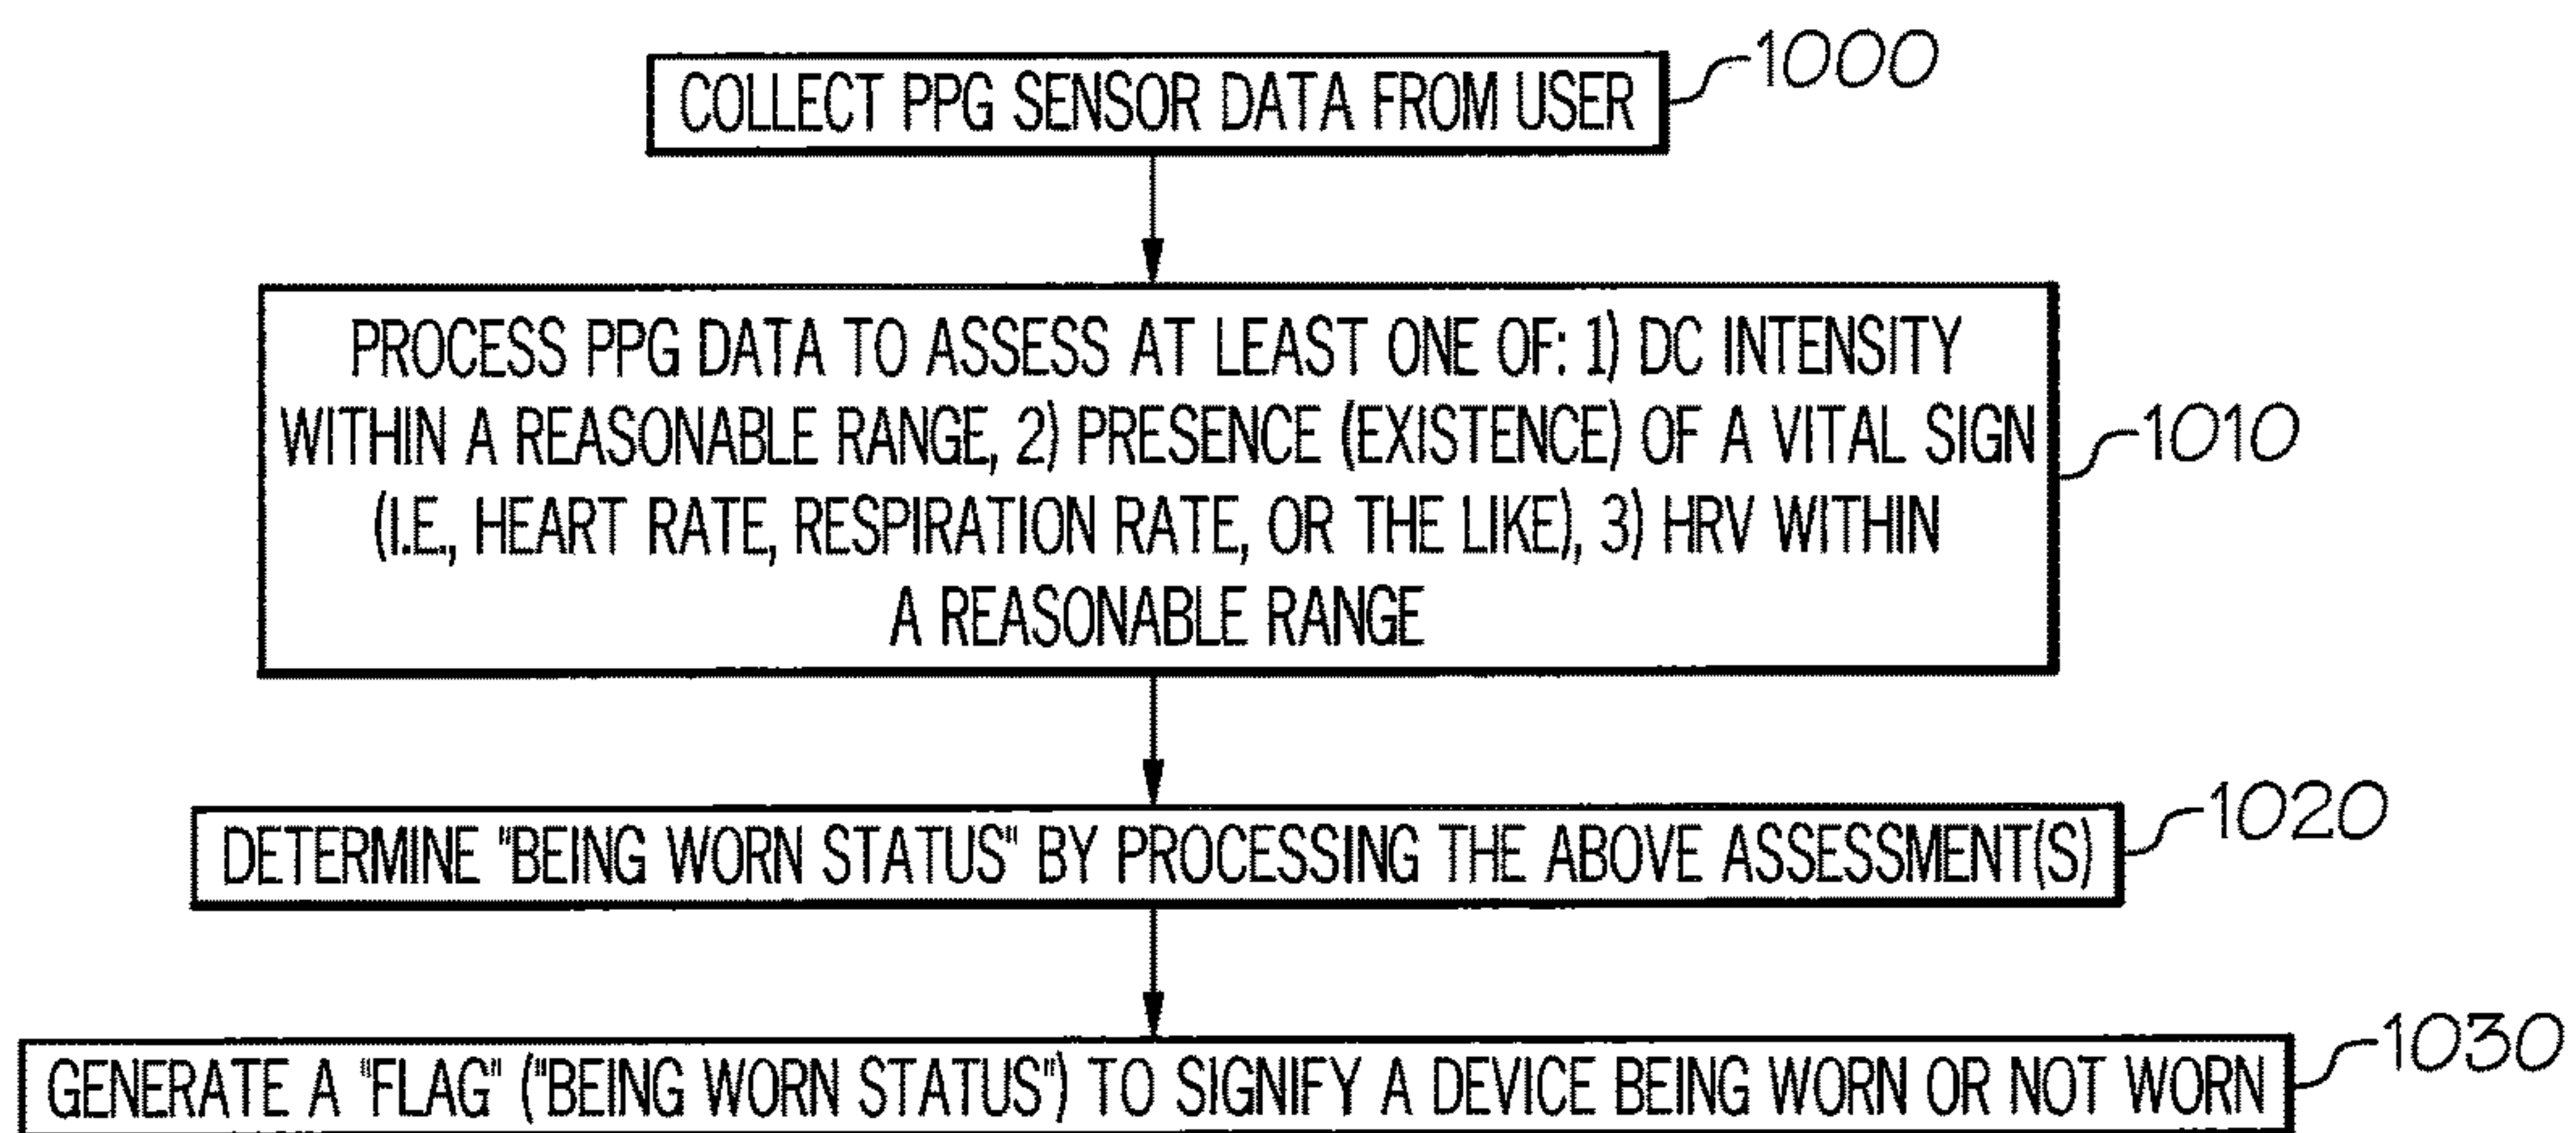 COLLECT PPG SENSOR DATA FROM USER
1000
PROCESS PPG DATA TO ASSESS AT LEAST ONE OF: 1) DC INTENSITY
WITHIN A REASONABLE RANGE, 2) PRESENCE (EXISTENCE) OF A VITAL SIGN
(I.E., HEART RATE, RESPIRATION RATE, OR THE LIKE), 3) HRV WITHIN
A REASONABLE RANGE
1010
DETERMINE "BEING WORN STATUS" BY PROCESSING THE ABOVE ASSESSMENT(S)
1020
GENERATE A "FLAG" ("BEING WORN STATUS") TO SIGNIFY A DEVICE BEING WORN OR NOT WORN
1030